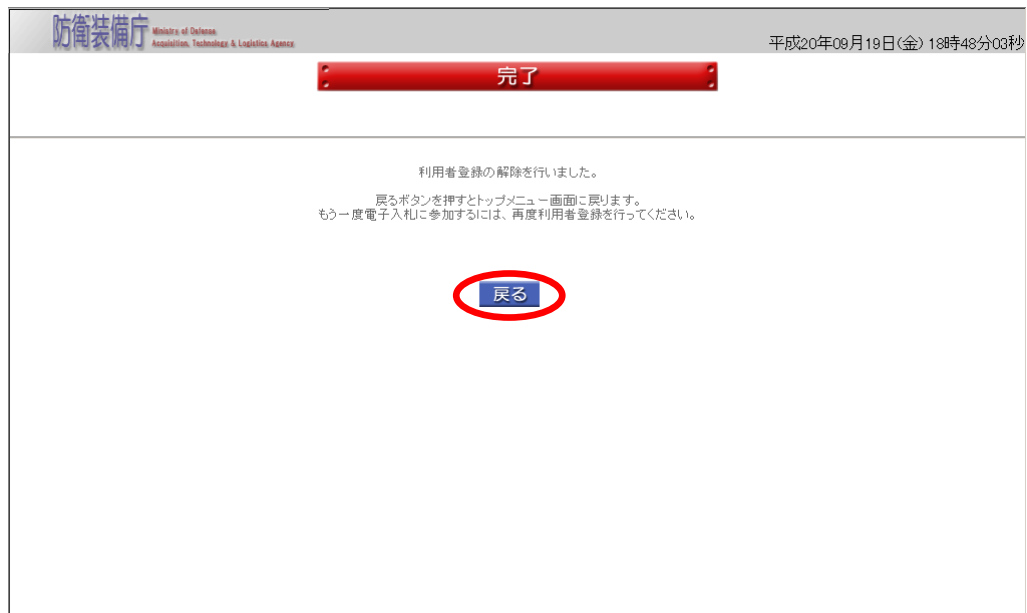 防衛装備庁
Ministry of Defense
Acquisition, Technology & Logistics Agency
平成20年09月19日(金) 18時48分03秒
完了
利用者登録の解除を行いました。
戻るボタンを押すとトップメニュー画面に戻ります。
もう一度電子入札に参加するには、再度利用者登録を行ってください。
戻る